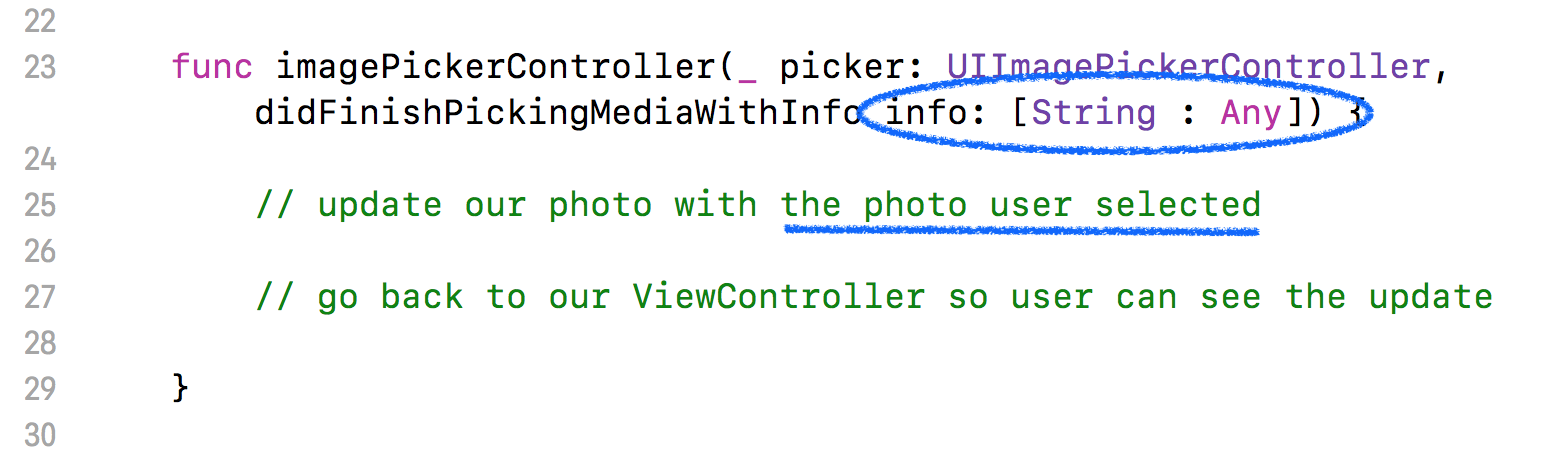 22
23 func imagePickerController(_ picker: UIImagePickerController,
didFinishPickingMediaWithInfo info: [String : Any]) {
24
25 // update our photo with the photo user selected
26
27 // go back to our ViewController so user can see the update
28
29 }
30